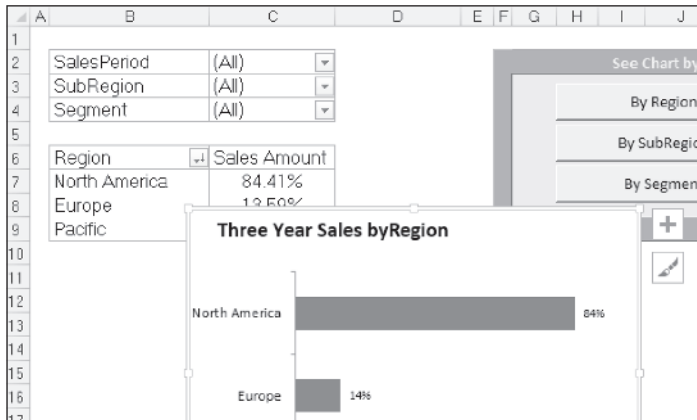 A B C D E F G H I J
1
2 SalesPeriod (All) See Chart by
3 SubRegion (All)
4 Segment (All) By Region
5 By SubRegio
6 Region Sales Amount
7 North America 84.41% By Segmen
8 Europe 13.59%
9 Pacific Three Year Sales byRegion
10
11
12
North America 84%
13
14
15
16 Europe 14%
17